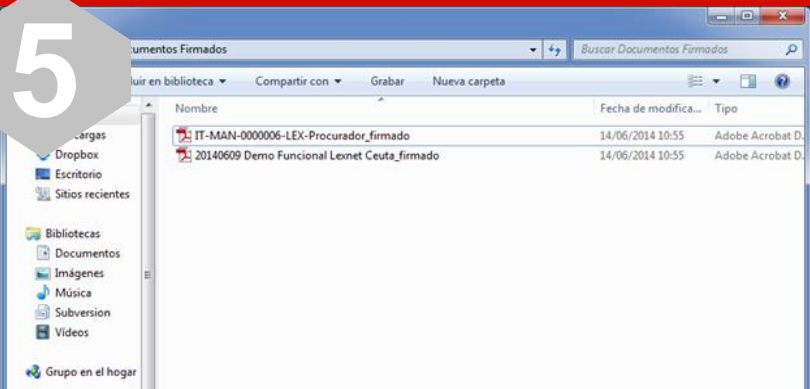 5
umentos Firmados
Buscar Documentos Firmados
uir en biblioteca
Compartir con
Grabar
Nueva carpeta
Nombre
Fecha de modifica...
Tipo
cargas
IT-MAN-0000006-LEX-Procurador_firmado
14/06/2014 10:55
Adobe Acrobat D.
Dropbox
20140609 Demo Funcional Lexnet Ceuta_firmado
14/06/2014 10:55
Adobe Acrobat D.
Escritorio
Sitios recientes
Bibliotecas
Documentos
Imágenes
Música
Subversion
Vídeos
Grupo en el hogar